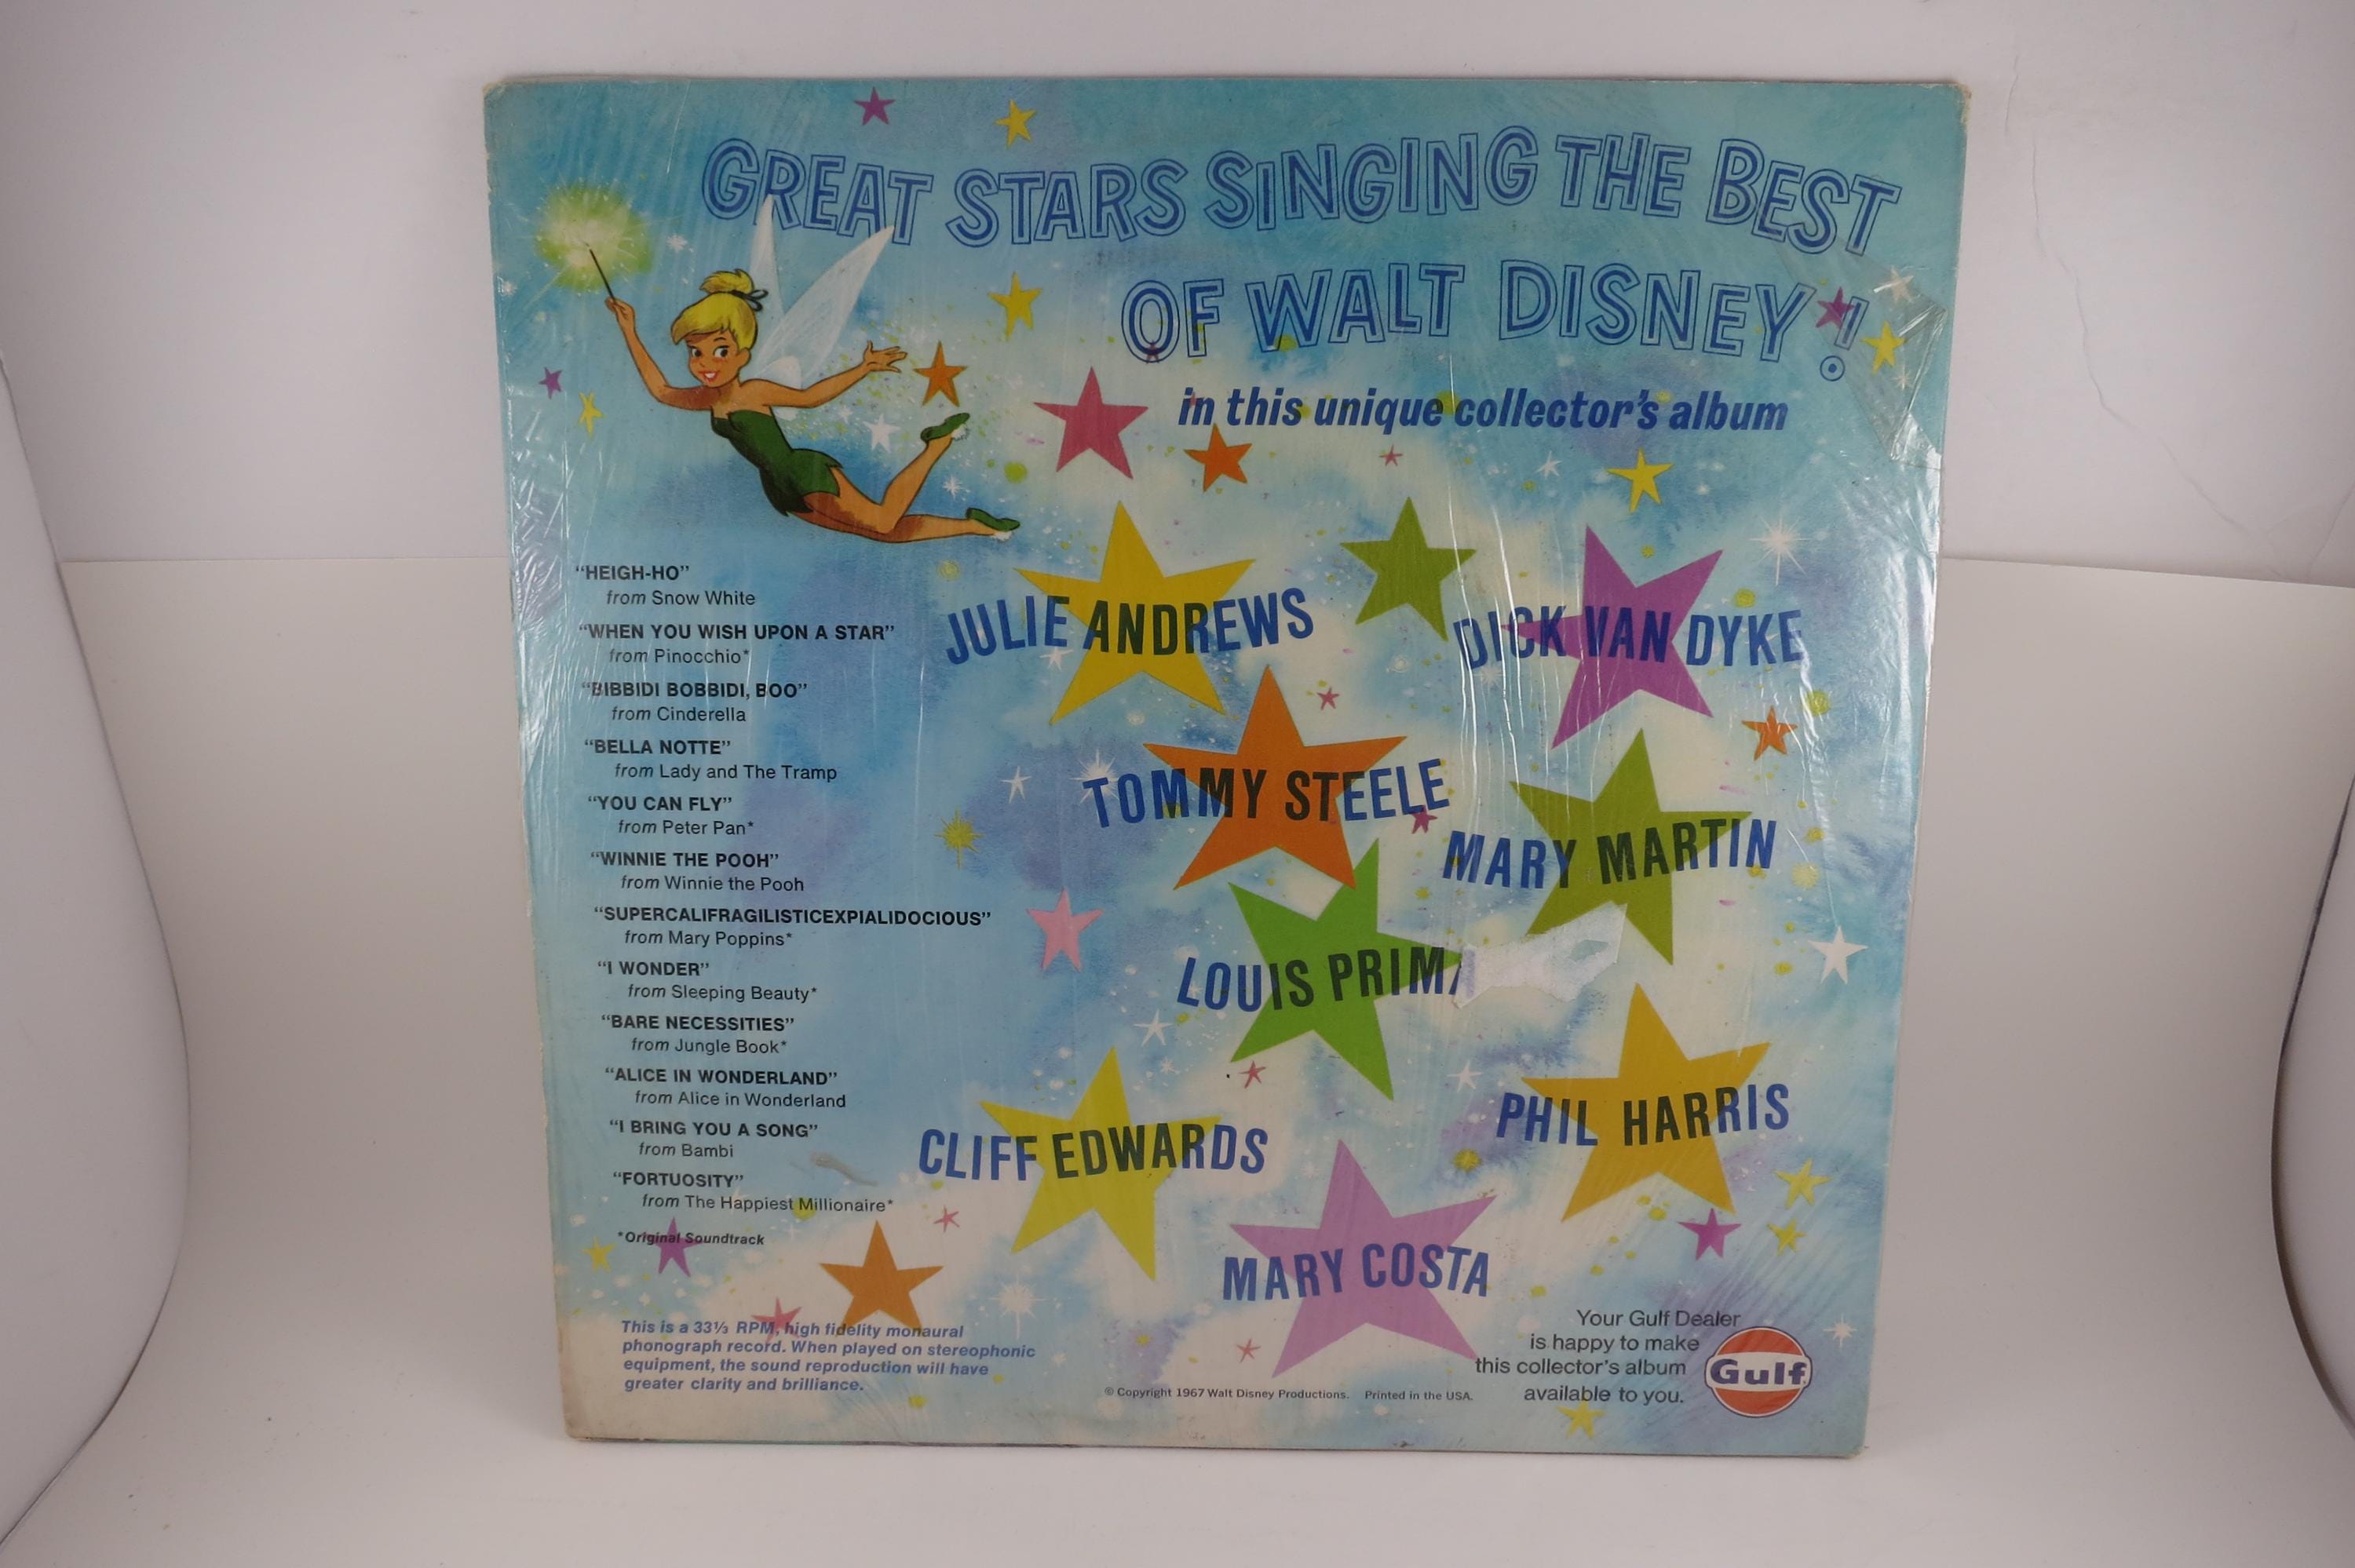 GREAT STARS SINGING THE BEST
OF WALT DISNEY!
in this unique collector's album
"HEIGH-HO"
from Snow White
"WHEN YOU WISH UPON A STAR"
from Pinocchio*
"BIBBIDI BOBBIDI, BOO"
from Cinderella
"BELLA NOTTE"
from Lady and The Tramp
"YOU CAN FLY"
from Peter Pan*
"WINNIE THE POOH"
from Winnie the Pooh
"SUPERCALIFRAGILISTICEXPIALIDOCIOUS"
from Mary Poppins*
"I WONDER"
from Sleeping Beauty*
"BARE NECESSITIES"
from Jungle Book*
"ALICE IN WONDERLAND"
from Alice in Wonderland
"I BRING YOU A SONG"
from Bambi
"FORTUOSITY"
from The Happiest Millionaire*
*Original Soundtrack
JULIE ANDREWS
DICK VAN DYKE
TOMMY STEELE
MARY MARTIN
LOUIS PRIMA
PHIL HARRIS
CLIFF EDWARDS
MARY COSTA
This is a 33⅓ RPM, high fidelity monaural
phonograph record. When played on stereophonic
equipment, the sound reproduction will have
greater clarity and brilliance.
© Copyright 1967 Walt Disney Productions. Printed in the USA.
Your Gulf Dealer
is happy to make
this collector's album
available to you.
Gulf